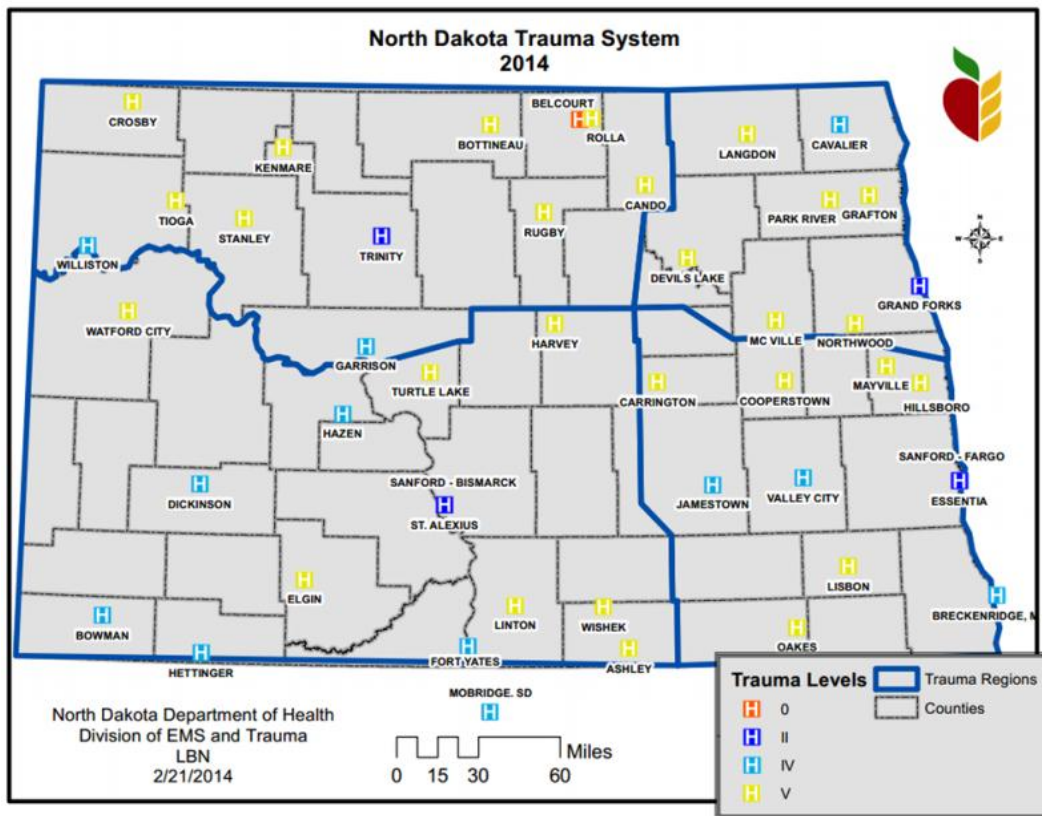 North Dakota Trauma System
2014
BELCOURT
CROSBY
BOTTINEAU
ROLLA
LANGDON
CAVALIER
KENMARE
TIOGA
STANLEY
TRINITY
RUGBY
CANDO
PARK RIVER
GRAFTON
WILLISTON
DEVILS LAKE
GRAND FORKS
WATFORD CITY
GARRISON
HARVEY
MC VILLE
NORTHWOOD
TURTLE LAKE
CARRINGTON
COOPERSTOWN
MAYVILLE
HILLSBORO
HAZEN
SANFORD - FARGO
DICKINSON
SANFORD - BISMARCK
JAMESTOWN
VALLEY CITY
ESSENTIA
ST. ALEXIUS
ELGIN
LISBON
BOWMAN
LINTON
WISHEK
BRECKENRIDGE, M
HETTINGER
FORT YATES
ASHLEY
OAKES
MOBRIDGE. SD
North Dakota Department of Health
Division of EMS and Trauma
LBN
2/21/2014
Miles
0 15 30 60
Trauma Levels
0
II
IV
V
Trauma Regions
Counties